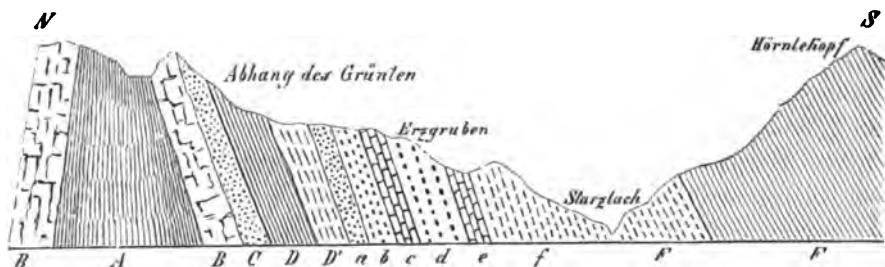 N S
Hörnlekopf
Abhang des Grünten
Erzgruben
Starzlach
B A B C D D' a b c d e f F F